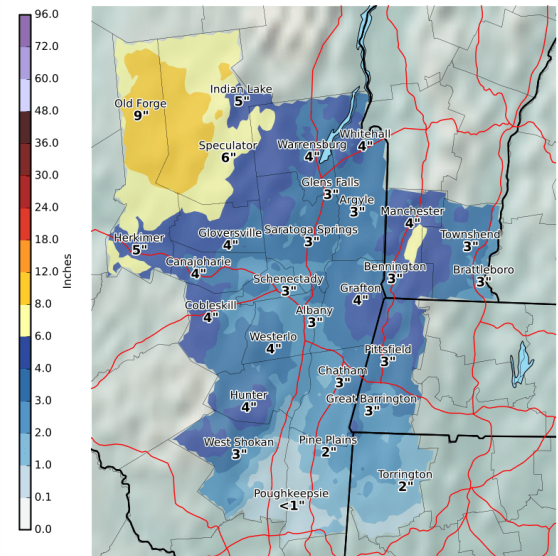 96.0
72.0
60.0
48.0
36.0
30.0
24.0
18.0
12.0
8.0
6.0
4.0
3.0
2.0
1.0
0.1
0.0
Inches
Old Forge
9"
Indian Lake
5"
Speculator
6"
Warrensburg
4"
Whitehall
4"
Glens Falls
3"
Argyle
3"
Manchester
4"
Herkimer
5"
Gloversville
4"
Saratoga Springs
3"
Townshend
3"
Canajoharie
4"
Bennington
3"
Brattleboro
3"
Schenectady
3"
Grafton
4"
Cobleskill
4"
Albany
3"
Westerlo
4"
Pittsfield
3"
Chatham
3"
Hunter
4"
Great Barrington
3"
West Shokan
3"
Pine Plains
2"
Torrington
2"
Poughkeepsie
<1"